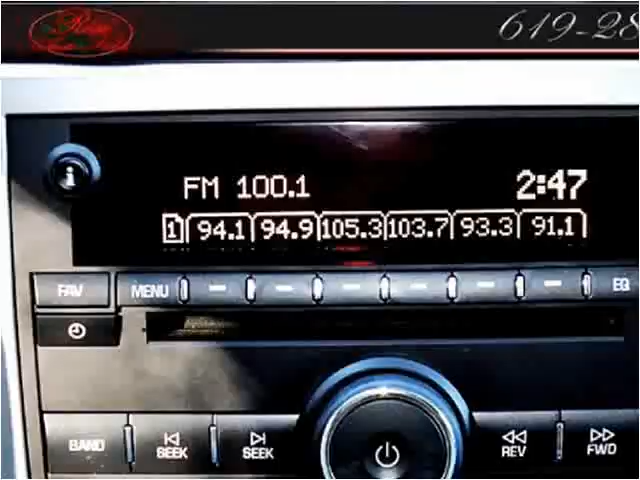 619-28
i
FM 100.1 2:47
1 94.1 94.9 105.3 103.7 93.3 91.1
FAV MENU EQ
BAND SEEK SEEK REV FWD